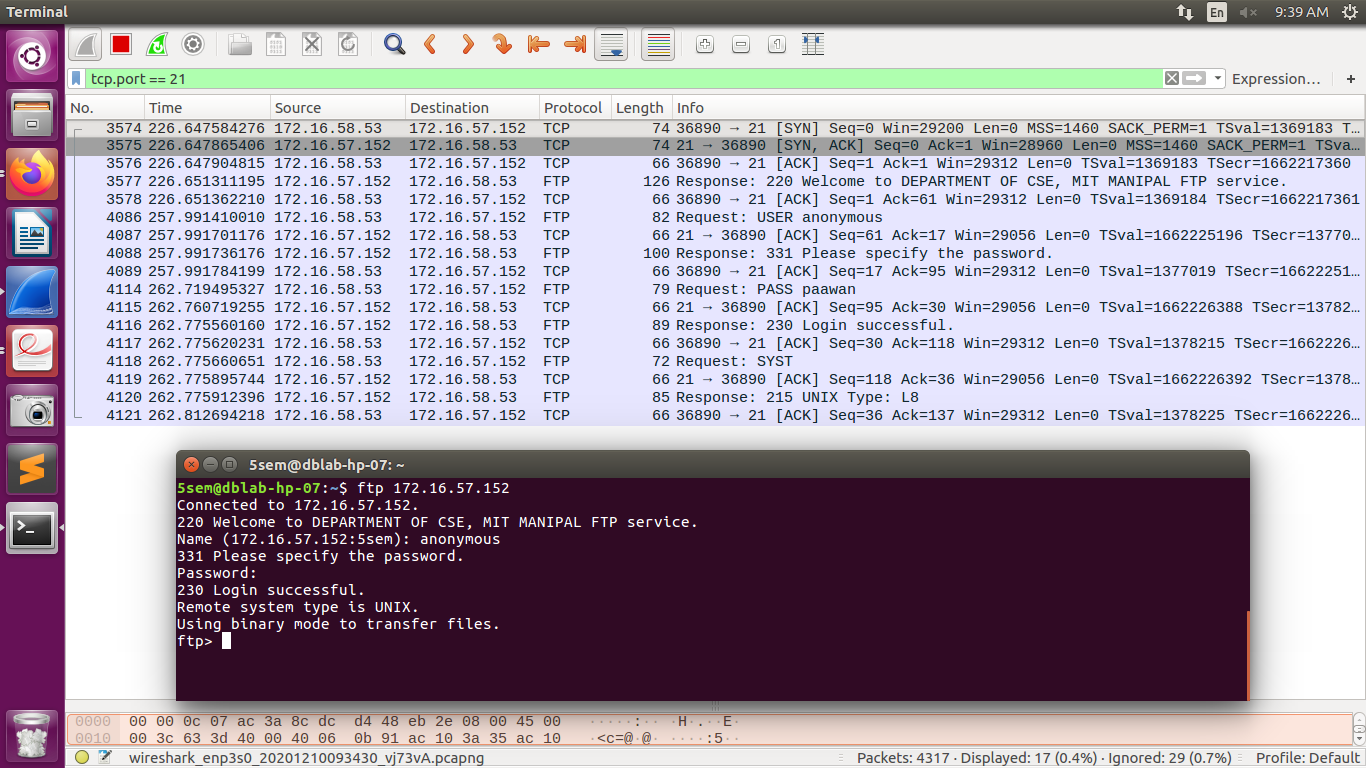 Terminal
En
9:39 AM
tcp.port == 21
Expression…
+
No. Time Source Destination Protocol Length Info
3574 226.647584276 172.16.58.53 172.16.57.152 TCP 74 36890 → 21 [SYN] Seq=0 Win=29200 Len=0 MSS=1460 SACK_PERM=1 TSval=1369183 T…
3575 226.647865406 172.16.57.152 172.16.58.53 TCP 74 21 → 36890 [SYN, ACK] Seq=0 Ack=1 Win=28960 Len=0 MSS=1460 SACK_PERM=1 TSva…
3576 226.647904815 172.16.58.53 172.16.57.152 TCP 66 36890 → 21 [ACK] Seq=1 Ack=1 Win=29312 Len=0 TSval=1369183 TSecr=1662217360
3577 226.651311195 172.16.57.152 172.16.58.53 FTP 126 Response: 220 Welcome to DEPARTMENT OF CSE, MIT MANIPAL FTP service.
3578 226.651362210 172.16.58.53 172.16.57.152 TCP 66 36890 → 21 [ACK] Seq=1 Ack=61 Win=29312 Len=0 TSval=1369184 TSecr=1662217361
4086 257.991410010 172.16.58.53 172.16.57.152 FTP 82 Request: USER anonymous
4087 257.991701176 172.16.57.152 172.16.58.53 TCP 66 21 → 36890 [ACK] Seq=61 Ack=17 Win=29056 Len=0 TSval=1662225196 TSecr=13770…
4088 257.991736176 172.16.57.152 172.16.58.53 FTP 100 Response: 331 Please specify the password.
4089 257.991784199 172.16.58.53 172.16.57.152 TCP 66 36890 → 21 [ACK] Seq=17 Ack=95 Win=29312 Len=0 TSval=1377019 TSecr=16622251…
4114 262.719495327 172.16.58.53 172.16.57.152 FTP 79 Request: PASS paawan
4115 262.760719255 172.16.57.152 172.16.58.53 TCP 66 21 → 36890 [ACK] Seq=95 Ack=30 Win=29056 Len=0 TSval=1662226388 TSecr=13782…
4116 262.775560160 172.16.57.152 172.16.58.53 FTP 89 Response: 230 Login successful.
4117 262.775620231 172.16.58.53 172.16.57.152 TCP 66 36890 → 21 [ACK] Seq=30 Ack=118 Win=29312 Len=0 TSval=1378215 TSecr=1662226…
4118 262.775660651 172.16.58.53 172.16.57.152 FTP 72 Request: SYST
4119 262.775895744 172.16.57.152 172.16.58.53 TCP 66 21 → 36890 [ACK] Seq=118 Ack=36 Win=29056 Len=0 TSval=1662226392 TSecr=1378…
4120 262.775912396 172.16.57.152 172.16.58.53 FTP 85 Response: 215 UNIX Type: L8
4121 262.812694218 172.16.58.53 172.16.57.152 TCP 66 36890 → 21 [ACK] Seq=36 Ack=137 Win=29312 Len=0 TSval=1378225 TSecr=1662226…
5sem@dblab-hp-07: ~
5sem@dblab-hp-07:~$ ftp 172.16.57.152
Connected to 172.16.57.152.
220 Welcome to DEPARTMENT OF CSE, MIT MANIPAL FTP service.
Name (172.16.57.152:5sem): anonymous
331 Please specify the password.
Password:
230 Login successful.
Remote system type is UNIX.
Using binary mode to transfer files.
ftp>
0000 00 00 0c 07 ac 3a 8c dc d4 48 eb 2e 08 00 45 00 ·····:·· ·H·.··E·
0010 00 3c 63 3d 40 00 40 06 0b 91 ac 10 3a 35 ac 10 ·<c=@·@· ····:5··
wireshark_enp3s0_20201210093430_vj73vA.pcapng
Packets: 4317 · Displayed: 17 (0.4%) · Ignored: 29 (0.7%)
Profile: Default